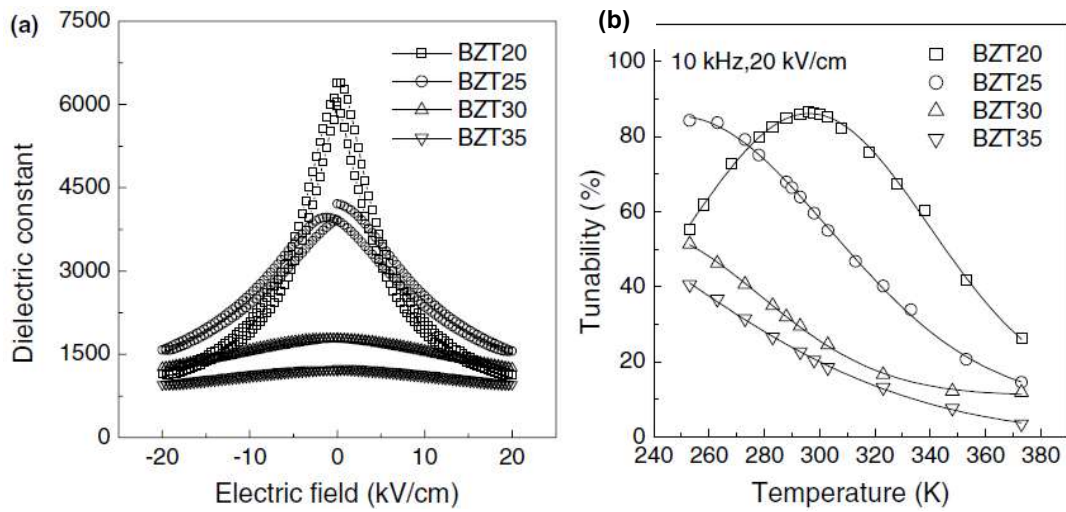 (a)
7500
6000
4500
3000
1500
0
Dielectric constant
BZT20
BZT25
BZT30
BZT35
-20 -10 0 10 20
Electric field (kV/cm)
(b)
100
80
60
40
20
0
Tunability (%)
10 kHz,20 kV/cm
BZT20
BZT25
BZT30
BZT35
240 260 280 300 320 340 360 380
Temperature (K)